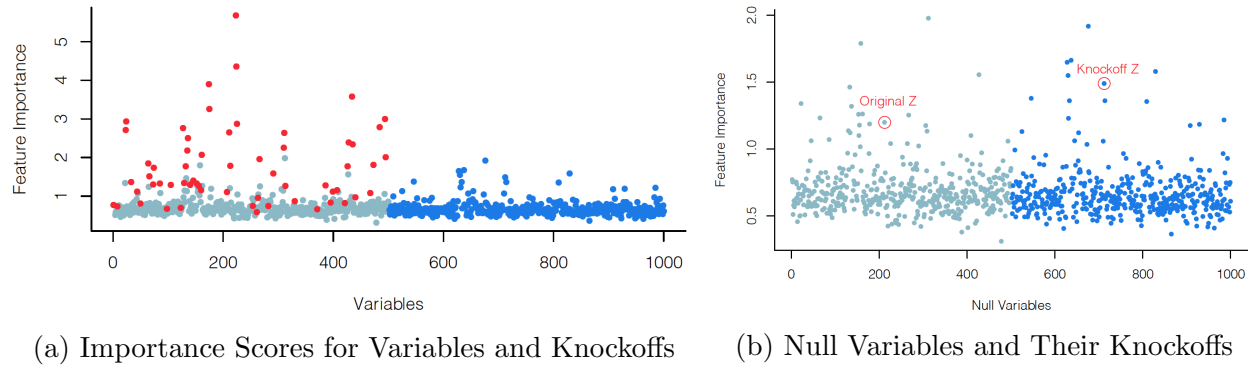 Feature Importance
5
4
3
2
1
0
200
400
600
800
1000
Variables
(a) Importance Scores for Variables and Knockoffs
Feature Importance
2.0
1.5
1.0
0.5
Original Z
Knockoff Z
0
200
400
600
800
1000
Null Variables
(b) Null Variables and Their Knockoffs